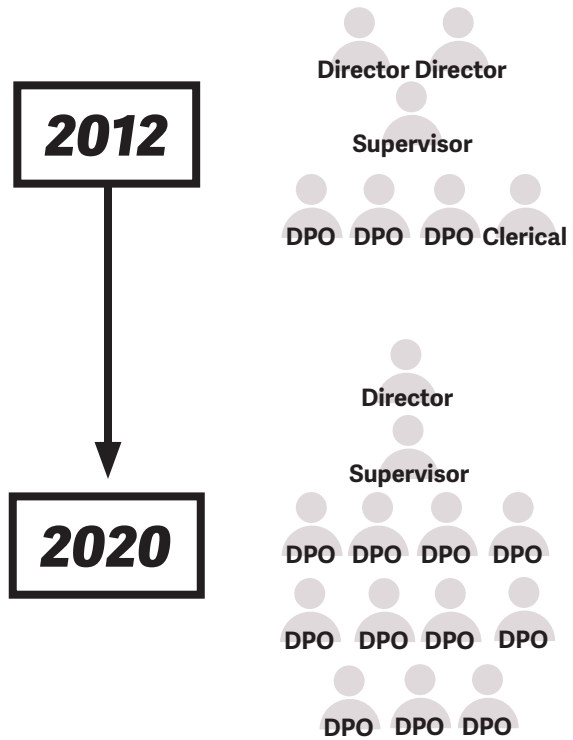 Director Director
2012
Supervisor
DPO DPO DPO Clerical
Director
Supervisor
2020
DPO DPO DPO DPO
DPO DPO DPO DPO
DPO DPO DPO